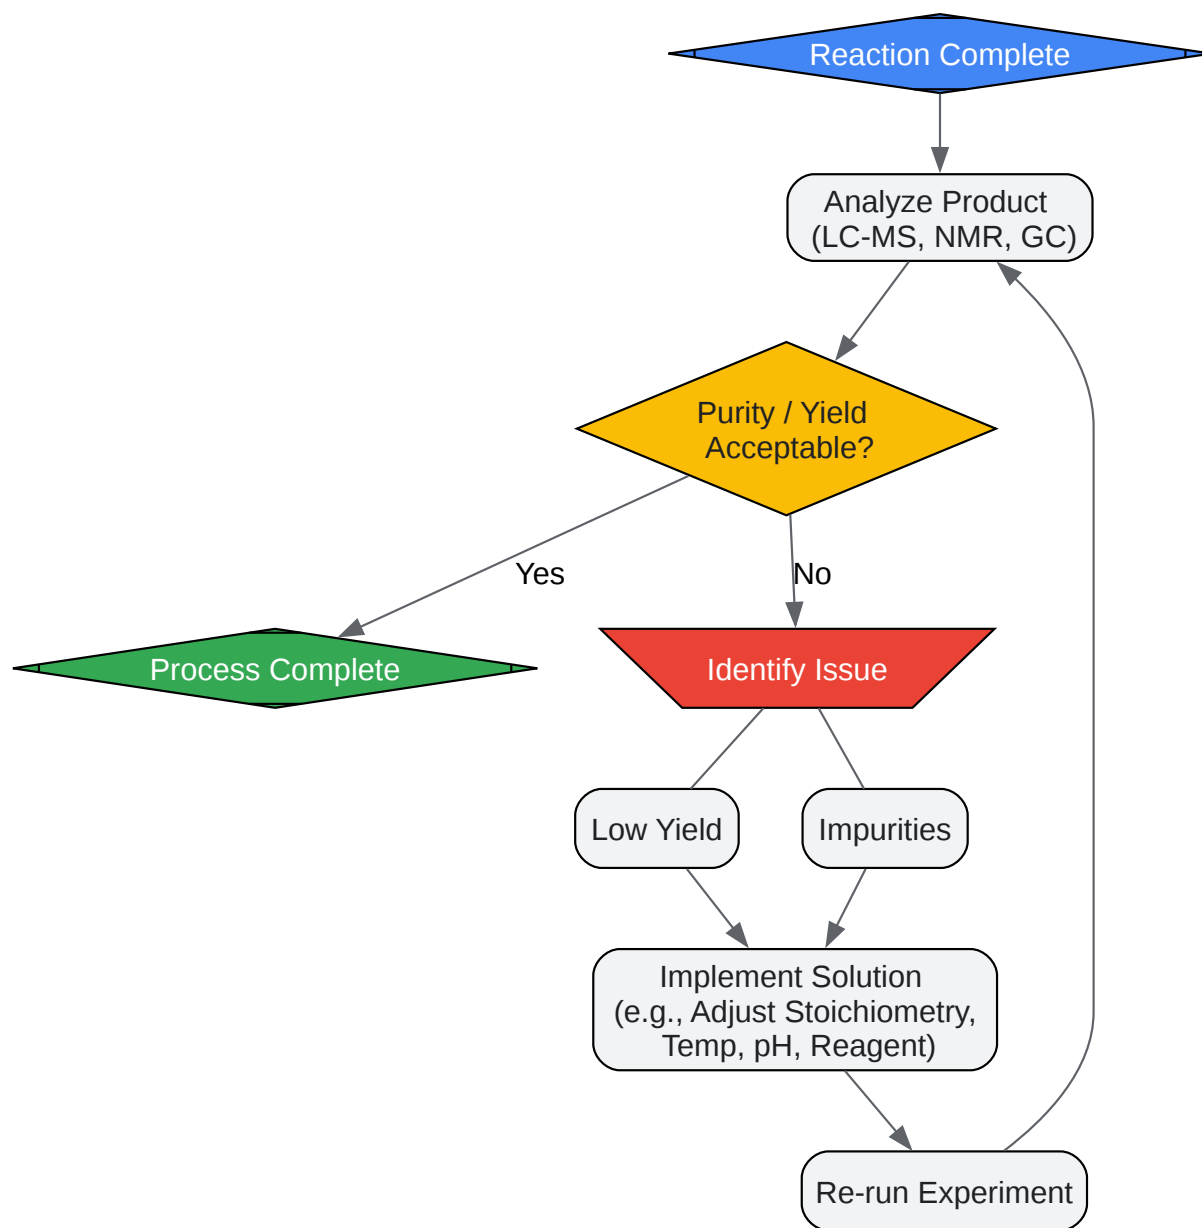 Reaction Complete
Analyze Product
(LC-MS, NMR, GC)
Purity / Yield
Acceptable?
Yes
No
Process Complete
Identify Issue
Low Yield
Impurities
Implement Solution
(e.g., Adjust Stoichiometry,
Temp, pH, Reagent)
Re-run Experiment